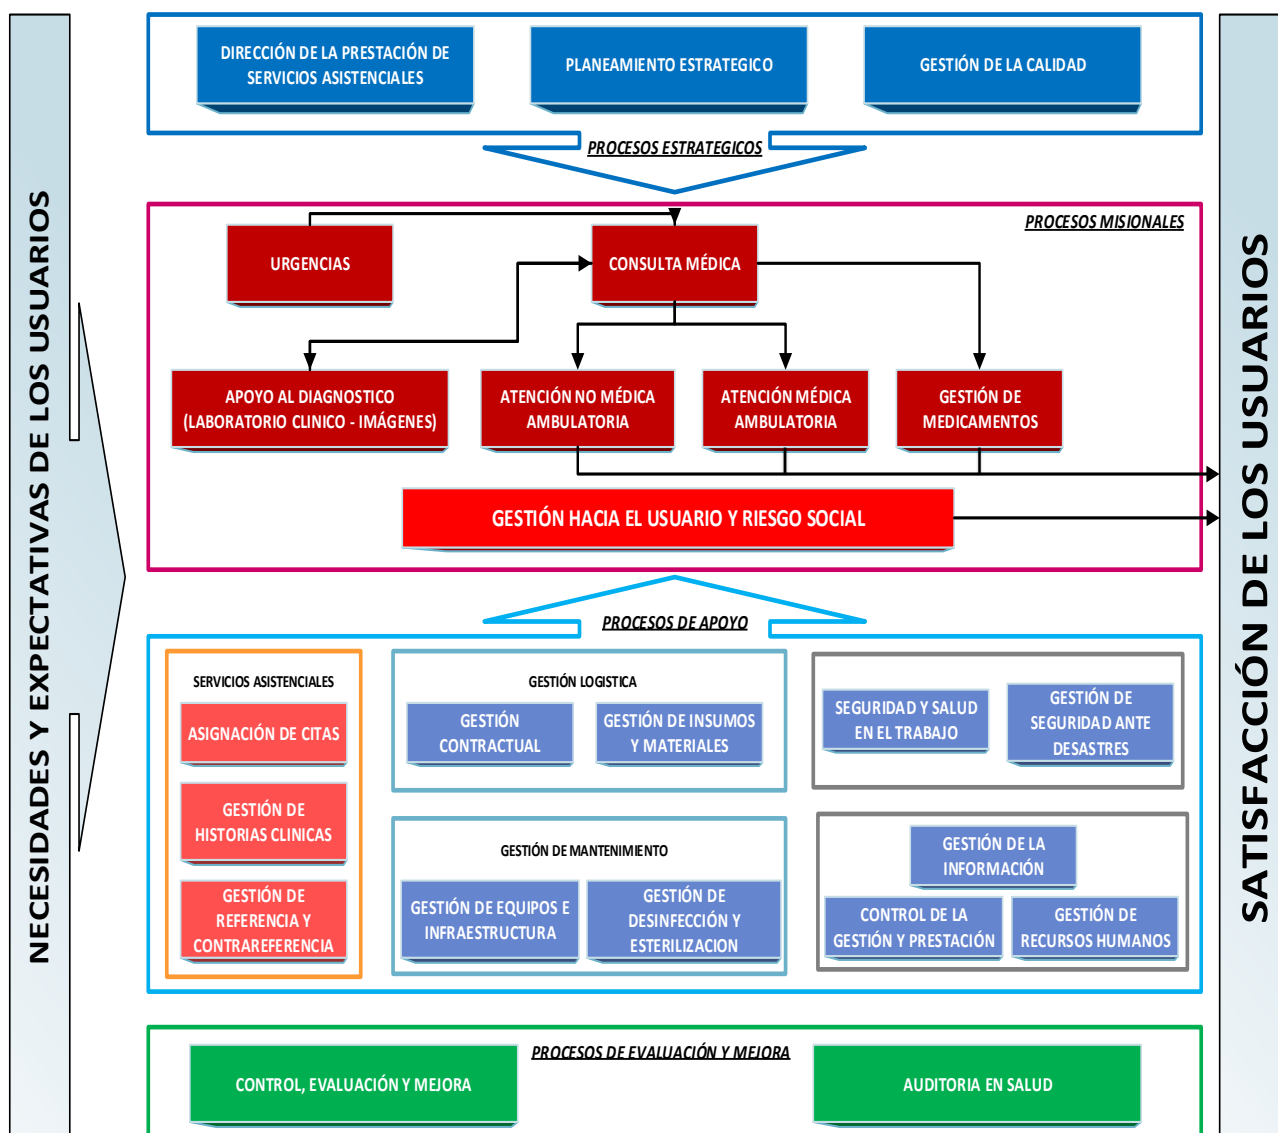 NECESIDADES Y EXPECTATIVAS DE LOS USUARIOS
DIRECCIÓN DE LA PRESTACIÓN DE
SERVICIOS ASISTENCIALES
PLANEAMIENTO ESTRATEGICO
GESTIÓN DE LA CALIDAD
PROCESOS ESTRATEGICOS
PROCESOS MISIONALES
URGENCIAS
CONSULTA MÉDICA
APOYO AL DIAGNOSTICO
(LABORATORIO CLINICO - IMÁGENES)
ATENCIÓN NO MÉDICA
AMBULATORIA
ATENCIÓN MÉDICA
AMBULATORIA
GESTIÓN DE
MEDICAMENTOS
GESTIÓN HACIA EL USUARIO Y RIESGO SOCIAL
PROCESOS DE APOYO
SERVICIOS ASISTENCIALES
ASIGNACIÓN DE CITAS
GESTIÓN DE
HISTORIAS CLINICAS
GESTIÓN DE
REFERENCIA Y
CONTRAREFERENCIA
GESTIÓN LOGISTICA
GESTIÓN
CONTRACTUAL
GESTIÓN DE INSUMOS
Y MATERIALES
GESTIÓN DE MANTENIMIENTO
GESTIÓN DE EQUIPOS E
INFRAESTRUCTURA
GESTIÓN DE
DESINFECCIÓN Y
ESTERILIZACION
SEGURIDAD Y SALUD
EN EL TRABAJO
GESTIÓN DE
SEGURIDAD ANTE
DESASTRES
GESTIÓN DE LA
INFORMACIÓN
CONTROL DE LA
GESTIÓN Y PRESTACIÓN
GESTIÓN DE
RECURSOS HUMANOS
PROCESOS DE EVALUACIÓN Y MEJORA
CONTROL, EVALUACIÓN Y MEJORA
AUDITORIA EN SALUD
SATISFACCIÓN DE LOS USUARIOS